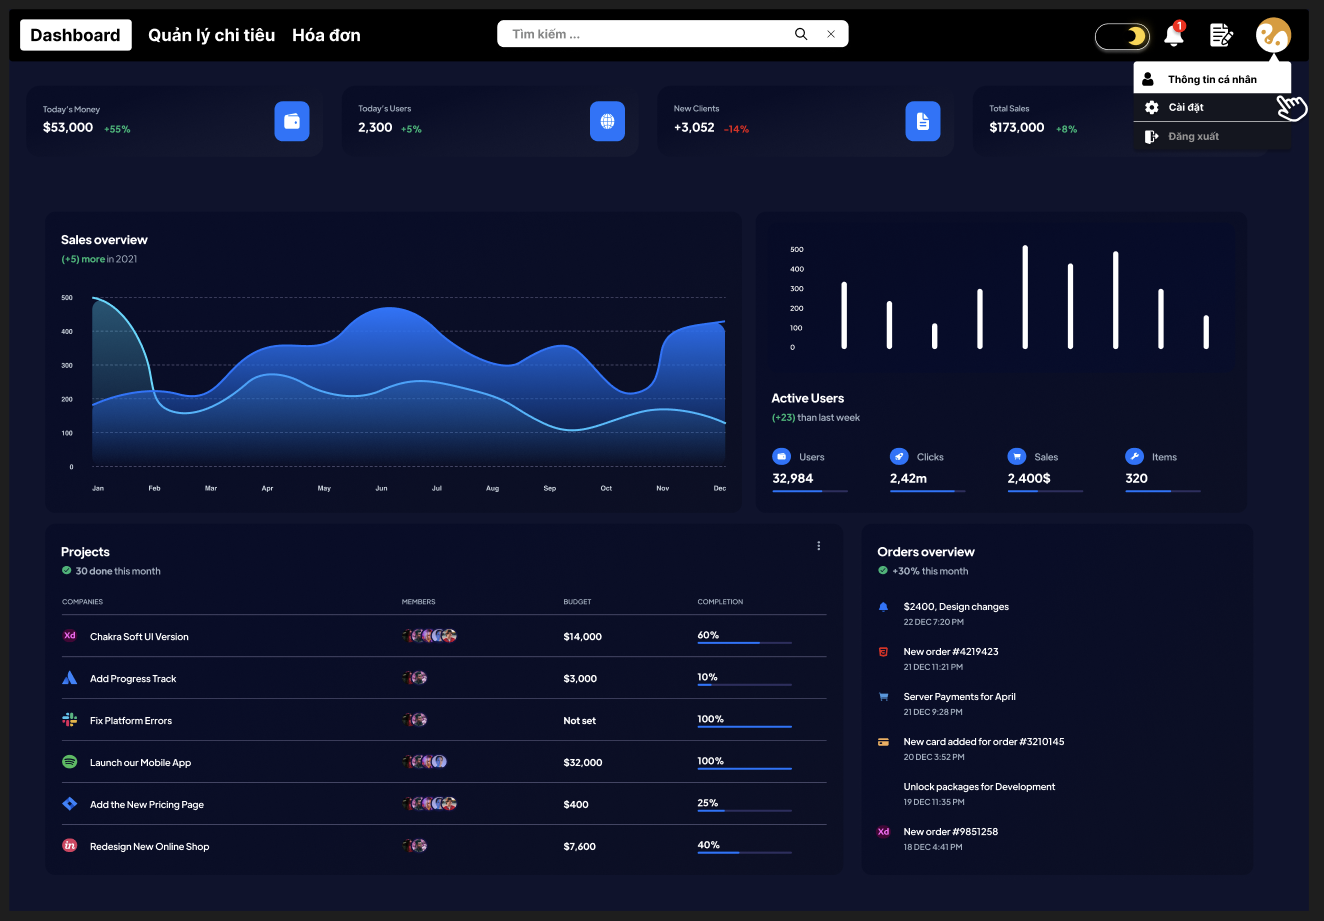 Dashboard
Quản lý chi tiêu
Hóa đơn
Tìm kiếm ...
1
Thông tin cá nhân
Cài đặt
Đăng xuất
Today's Money
$53,000 +55%
Today's Users
2,300 +5%
New Clients
+3,052 -14%
Total Sales
$173,000 +8%
Sales overview
(+5) more in 2021
500
400
300
200
100
0
Jan Feb Mar Apr May Jun Jul Aug Sep Oct Nov Dec
500
400
300
200
100
0
Active Users
(+23) than last week
Users
32,984
Clicks
2,42m
Sales
2,400$
Items
320
Projects
30 done this month
COMPANIES MEMBERS BUDGET COMPLETION
Xd Chakra Soft UI Version $14,000 60%
Add Progress Track $3,000 10%
Fix Platform Errors Not set 100%
Launch our Mobile App $32,000 100%
Add the New Pricing Page $400 25%
in Redesign New Online Shop $7,600 40%
Orders overview
+30% this month
$2400, Design changes
22 DEC 7:20 PM
New order #4219423
21 DEC 11:21 PM
Server Payments for April
21 DEC 9:28 PM
New card added for order #3210145
20 DEC 3:52 PM
Unlock packages for Development
19 DEC 11:35 PM
Xd New order #9851258
18 DEC 4:41 PM